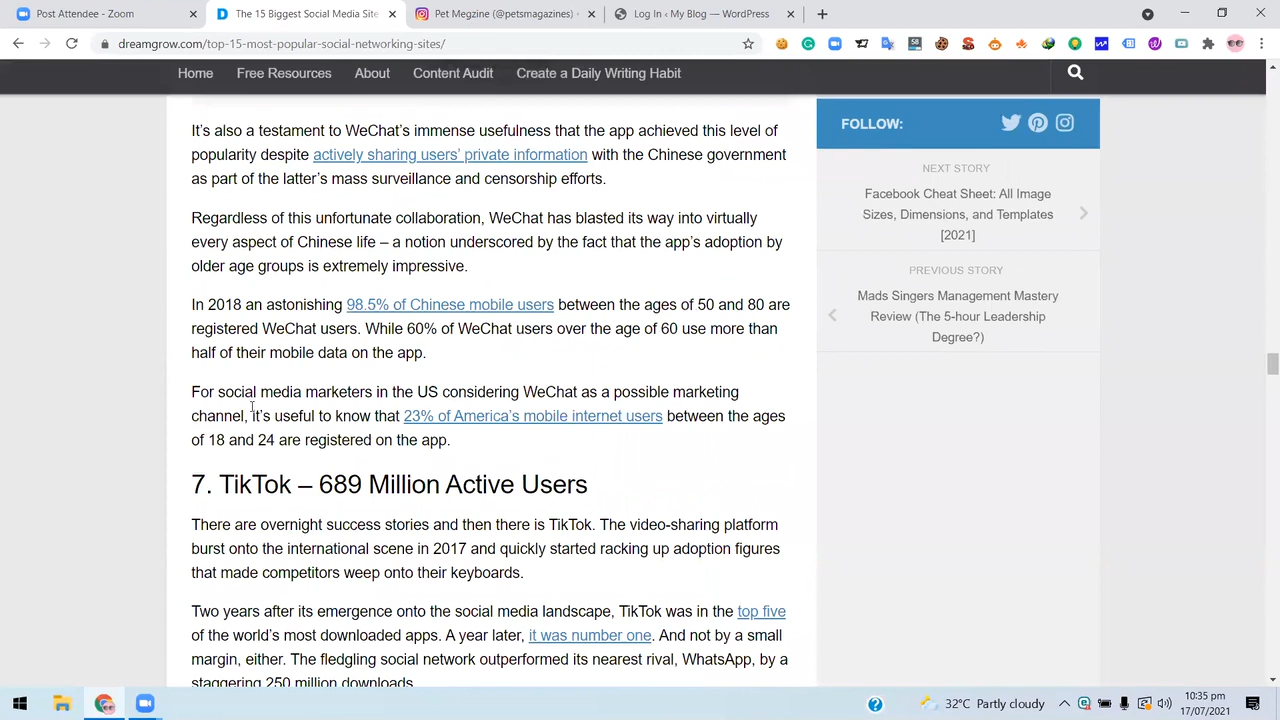 Post Attendee - Zoom
The 15 Biggest Social Media Site
Pet Megzine (@petsmagazines)
Log In ‹ My Blog — WordPress
dreamgrow.com/top-15-most-popular-social-networking-sites/
Home
Free Resources
About
Content Audit
Create a Daily Writing Habit
It's also a testament to WeChat's immense usefulness that the app achieved this level of
popularity despite actively sharing users' private information with the Chinese government
as part of the latter's mass surveillance and censorship efforts.
Regardless of this unfortunate collaboration, WeChat has blasted its way into virtually
every aspect of Chinese life – a notion underscored by the fact that the app's adoption by
older age groups is extremely impressive.
In 2018 an astonishing 98.5% of Chinese mobile users between the ages of 50 and 80 are
registered WeChat users. While 60% of WeChat users over the age of 60 use more than
half of their mobile data on the app.
For social media marketers in the US considering WeChat as a possible marketing
channel, it's useful to know that 23% of America's mobile internet users between the ages
of 18 and 24 are registered on the app.
7. TikTok – 689 Million Active Users
There are overnight success stories and then there is TikTok. The video-sharing platform
burst onto the international scene in 2017 and quickly started racking up adoption figures
that made competitors weep onto their keyboards.
Two years after its emergence onto the social media landscape, TikTok was in the top five
of the world's most downloaded apps. A year later, it was number one. And not by a small
margin, either. The fledgling social network outperformed its nearest rival, WhatsApp, by a
staggering 250 million downloads.
FOLLOW:
NEXT STORY
Facebook Cheat Sheet: All Image
Sizes, Dimensions, and Templates
[2021]
PREVIOUS STORY
Mads Singers Management Mastery
Review (The 5-hour Leadership
Degree?)
32°C Partly cloudy
10:35 pm
17/07/2021